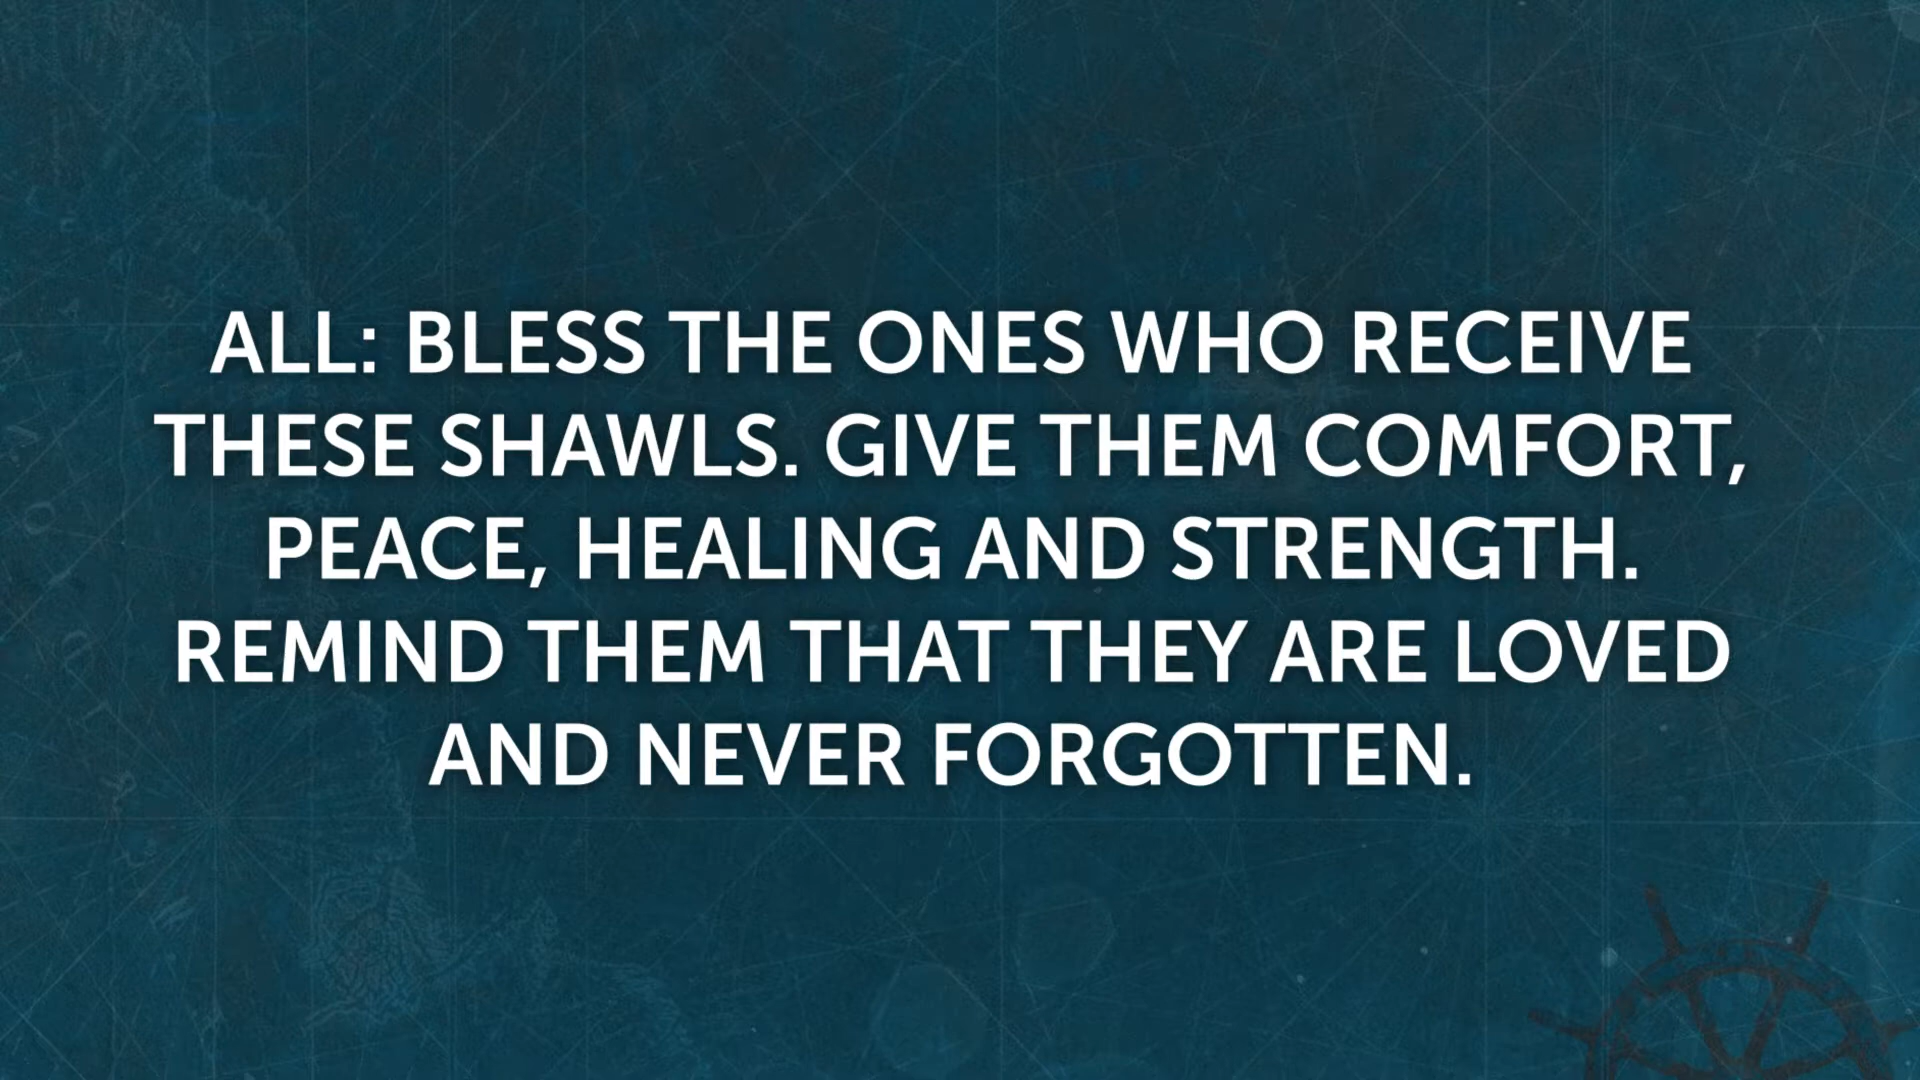 ALL: BLESS THE ONES WHO RECEIVE
THESE SHAWLS. GIVE THEM COMFORT,
PEACE, HEALING AND STRENGTH.
REMIND THEM THAT THEY ARE LOVED
AND NEVER FORGOTTEN.